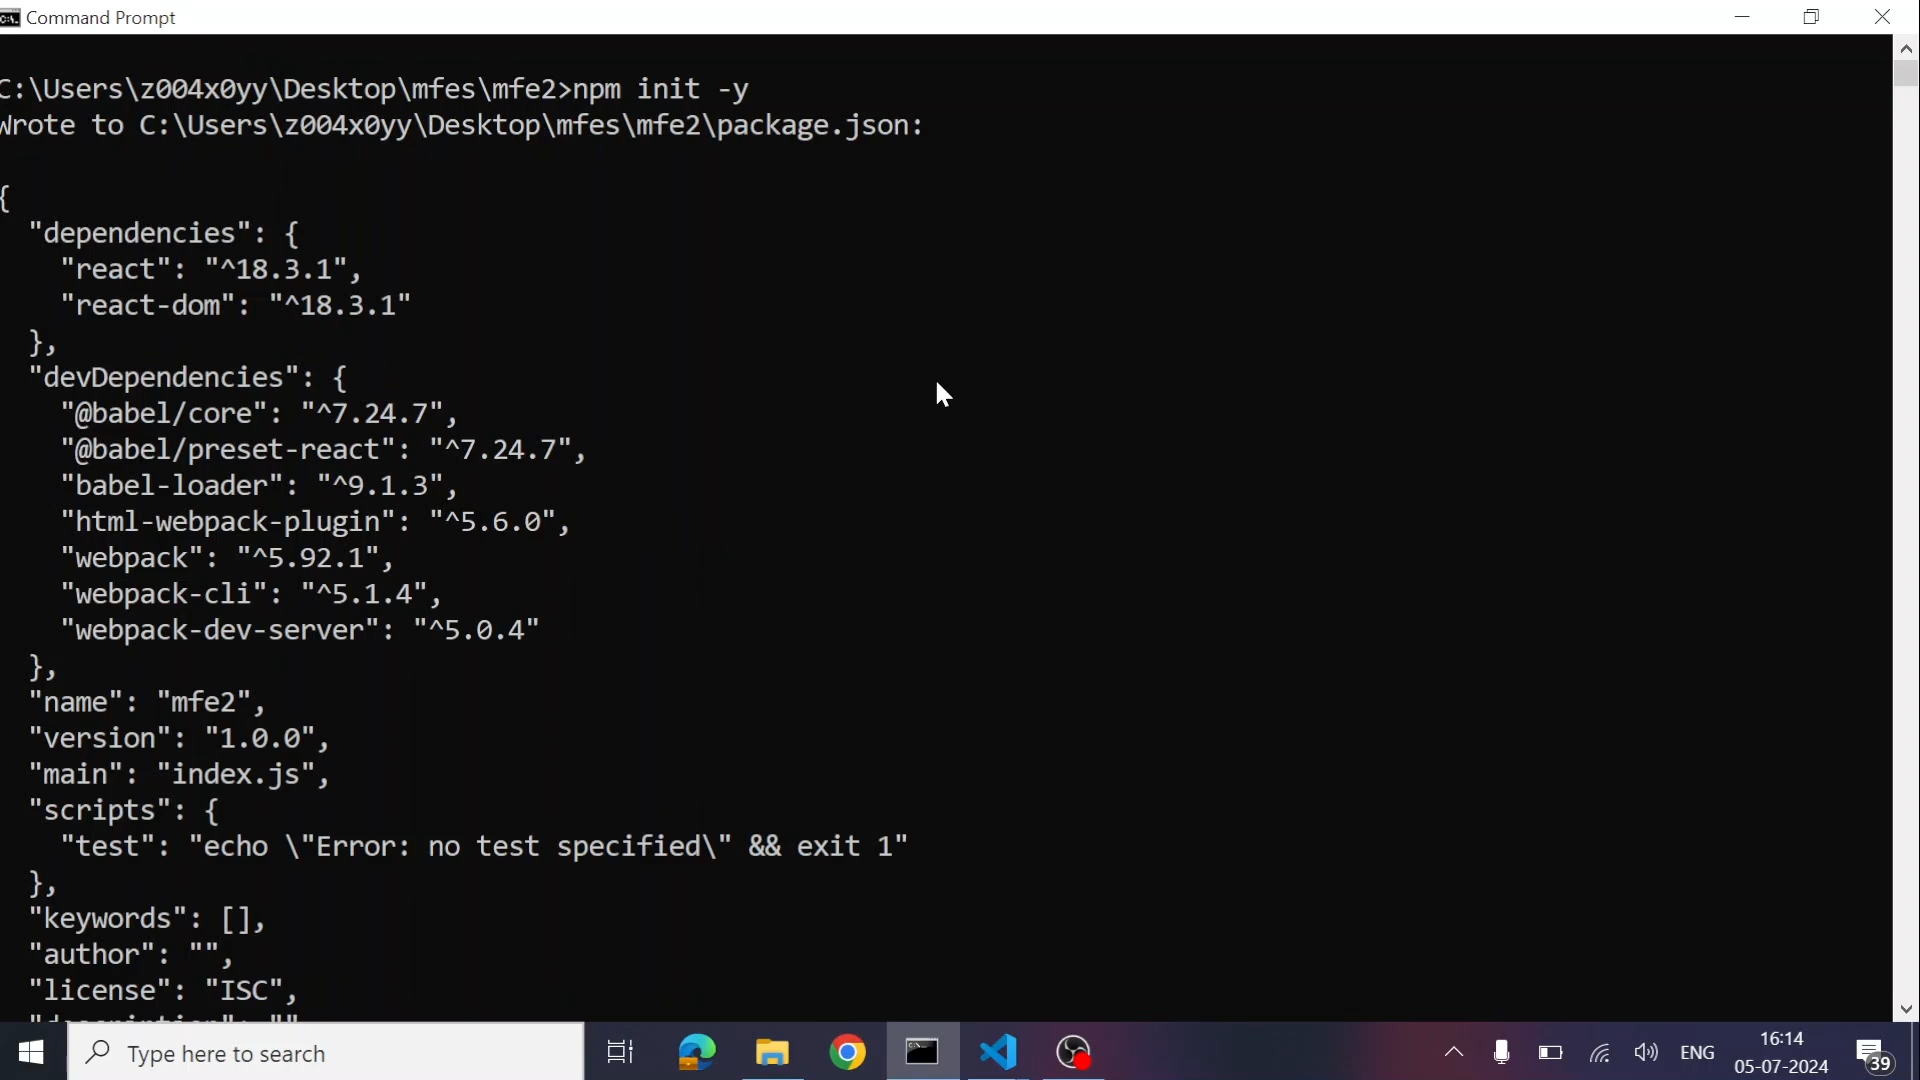 Command Prompt
C:\Users\z004x0yy\Desktop\mfes\mfe2>npm init -y
Wrote to C:\Users\z004x0yy\Desktop\mfes\mfe2\package.json:
{
"dependencies": {
"react": "^18.3.1",
"react-dom": "^18.3.1"
},
"devDependencies": {
"@babel/core": "^7.24.7",
"@babel/preset-react": "^7.24.7",
"babel-loader": "^9.1.3",
"html-webpack-plugin": "^5.6.0",
"webpack": "^5.92.1",
"webpack-cli": "^5.1.4",
"webpack-dev-server": "^5.0.4"
},
"name": "mfe2",
"version": "1.0.0",
"main": "index.js",
"scripts": {
"test": "echo \"Error: no test specified\" && exit 1"
},
"keywords": [],
"author": "",
"license": "ISC",
Type here to search
ENG
16:14
05-07-2024
39